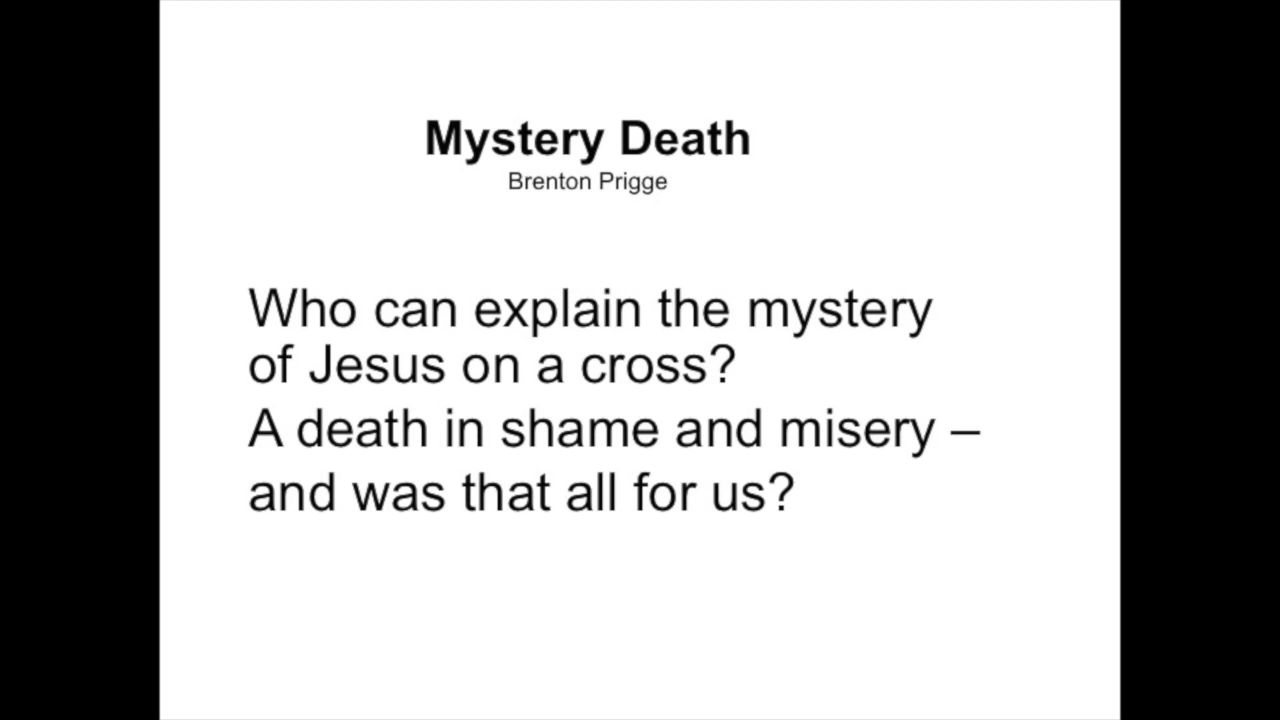 Mystery Death
Brenton Prigge
Who can explain the mystery
of Jesus on a cross?
A death in shame and misery –
and was that all for us?